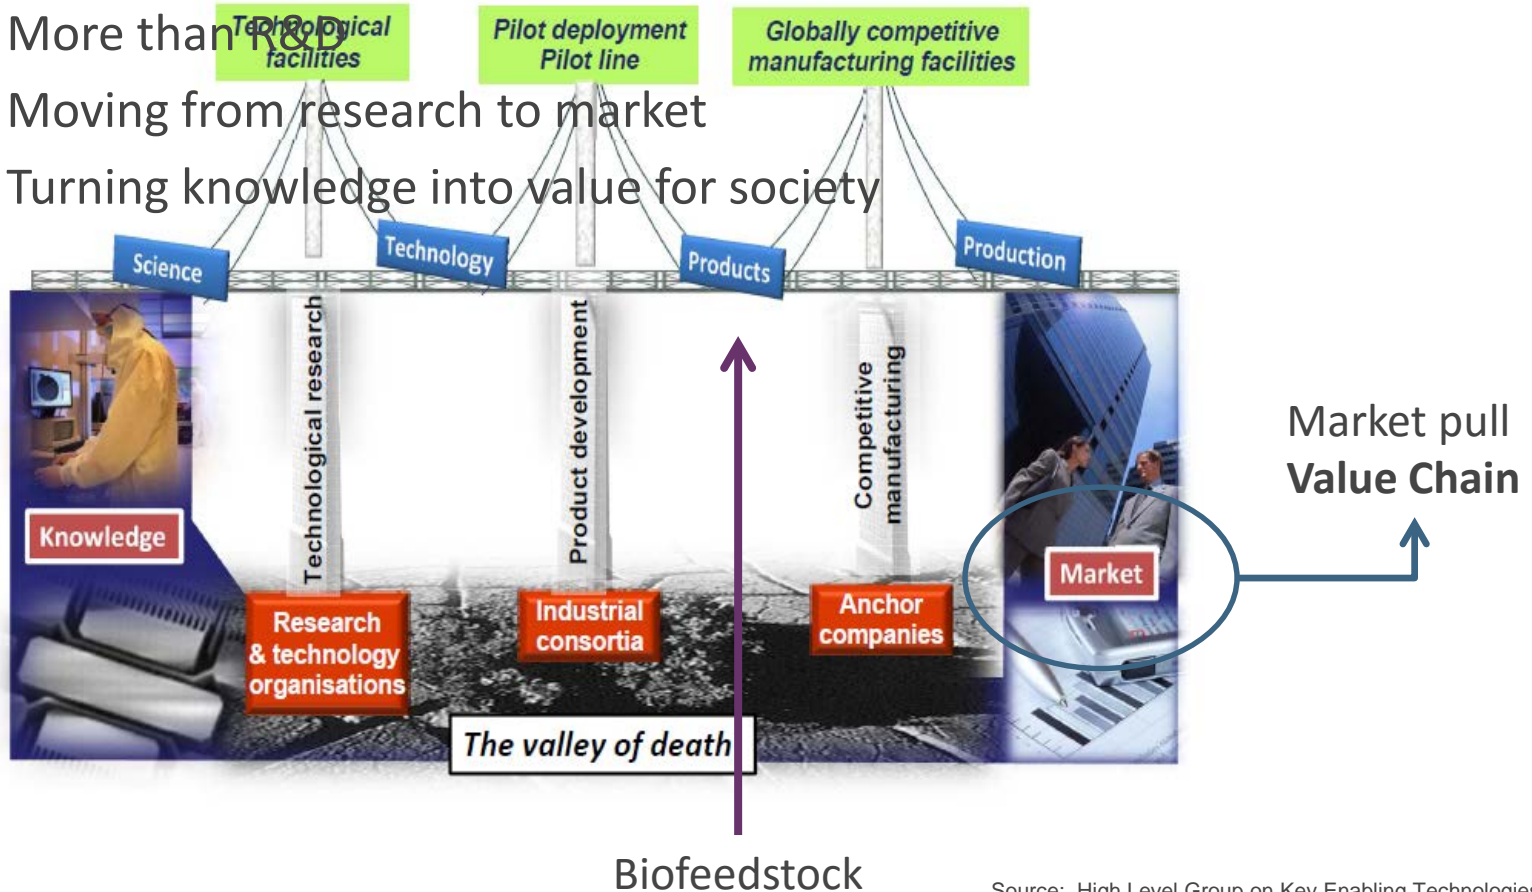 More than R&D
Technological
facilities
Pilot deployment
Pilot line
Globally competitive
manufacturing facilities
Moving from research to market
Turning knowledge into value for society
Science
Technology
Products
Production
Technological research
Product development
Competitive
manufacturing
Knowledge
Market
Market pull
Value Chain
Research
& technology
organisations
Industrial
consortia
Anchor
companies
The valley of death
Biofeedstock
Source: High Level Group on Key Enabling Technologies